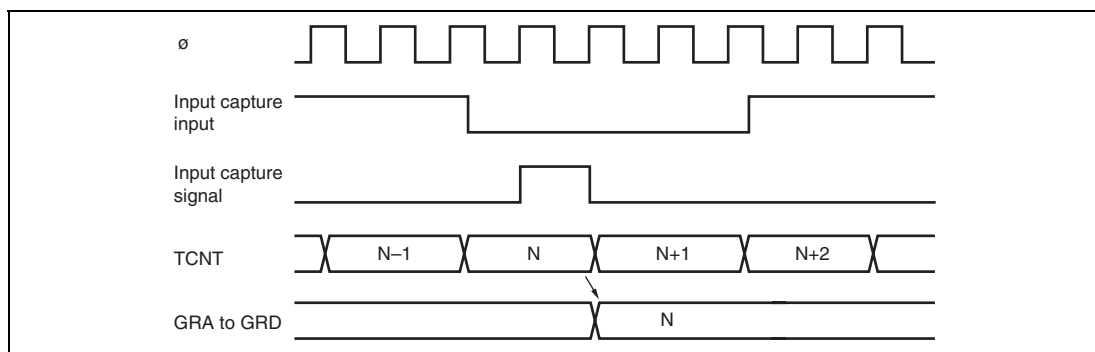 ø
Input capture
input
Input capture
signal
TCNT N–1 N N+1 N+2
GRA to GRD N